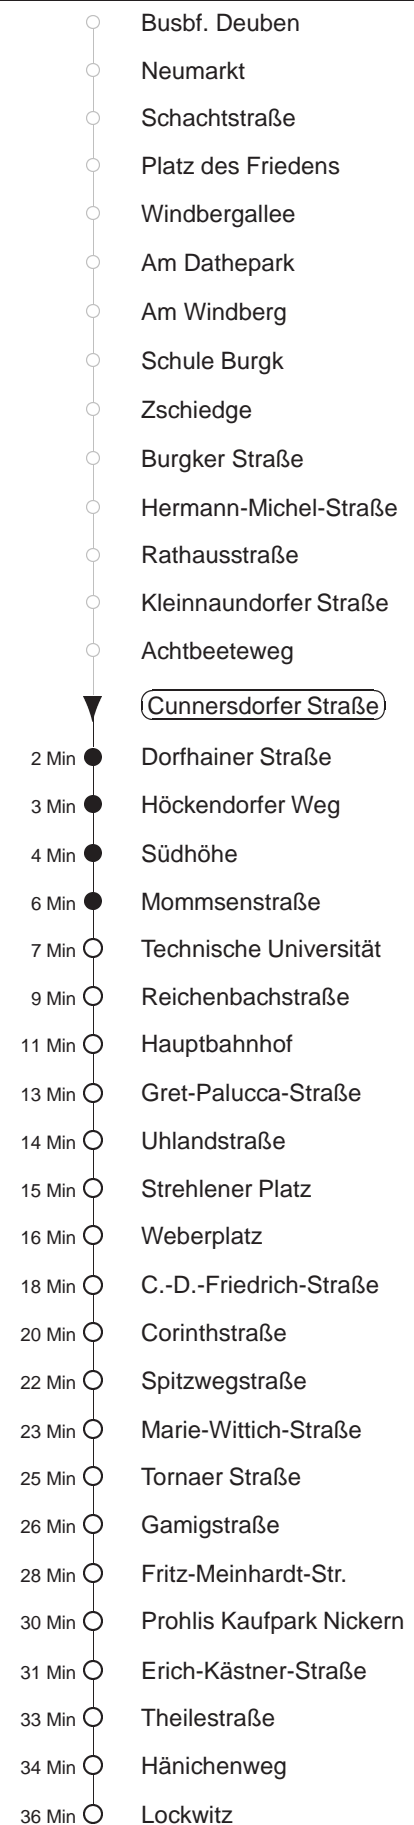 Busbf. Deuben
Neumarkt
Schachtstraße
Platz des Friedens
Windbergallee
Am Dathepark
Am Windberg
Schule Burgk
Zschiedge
Burgker Straße
Hermann-Michel-Straße
Rathausstraße
Kleinnaundorfer Straße
Achtbeeteweg
Cunnersdorfer Straße
2 Min Dorfhainer Straße
3 Min Höckendorfer Weg
4 Min Südhöhe
6 Min Mommsenstraße
7 Min Technische Universität
9 Min Reichenbachstraße
11 Min Hauptbahnhof
13 Min Gret-Palucca-Straße
14 Min Uhlandstraße
15 Min Strehlener Platz
16 Min Weberplatz
18 Min C.-D.-Friedrich-Straße
20 Min Corinthstraße
22 Min Spitzwegstraße
23 Min Marie-Wittich-Straße
25 Min Tornaer Straße
26 Min Gamigstraße
28 Min Fritz-Meinhardt-Str.
30 Min Prohlis Kaufpark Nickern
31 Min Erich-Kästner-Straße
33 Min Theilestraße
34 Min Hänichenweg
36 Min Lockwitz